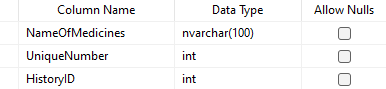 Column Name Data Type Allow Nulls
NameOfMedicines nvarchar(100)
UniqueNumber int
HistoryID int